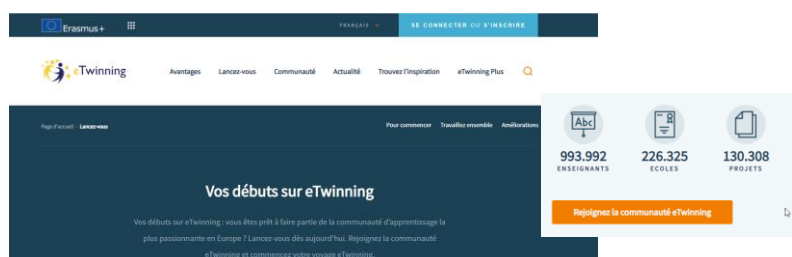 Erasmus+
FRANÇAIS
SE CONNECTER OU S'INSCRIRE
eTwinning
Avantages Lancez-vous Communauté Actualité Trouvez l'inspiration eTwinning Plus
Page d'accueil Lancez-vous
Pour commencer Travaillez ensemble Améliorations
Vos débuts sur eTwinning
Vos débuts sur eTwinning : vous êtes prêt à faire partie de la communauté d'apprentissage la
plus passionnante en Europe ? Lancez-vous dès aujourd'hui. Rejoignez la communauté
eTwinning et commencez votre voyage eTwinning.
Abc
993.992 226.325 130.308
ENSEIGNANTS ECOLES PROJETS
Rejoignez la communauté eTwinning